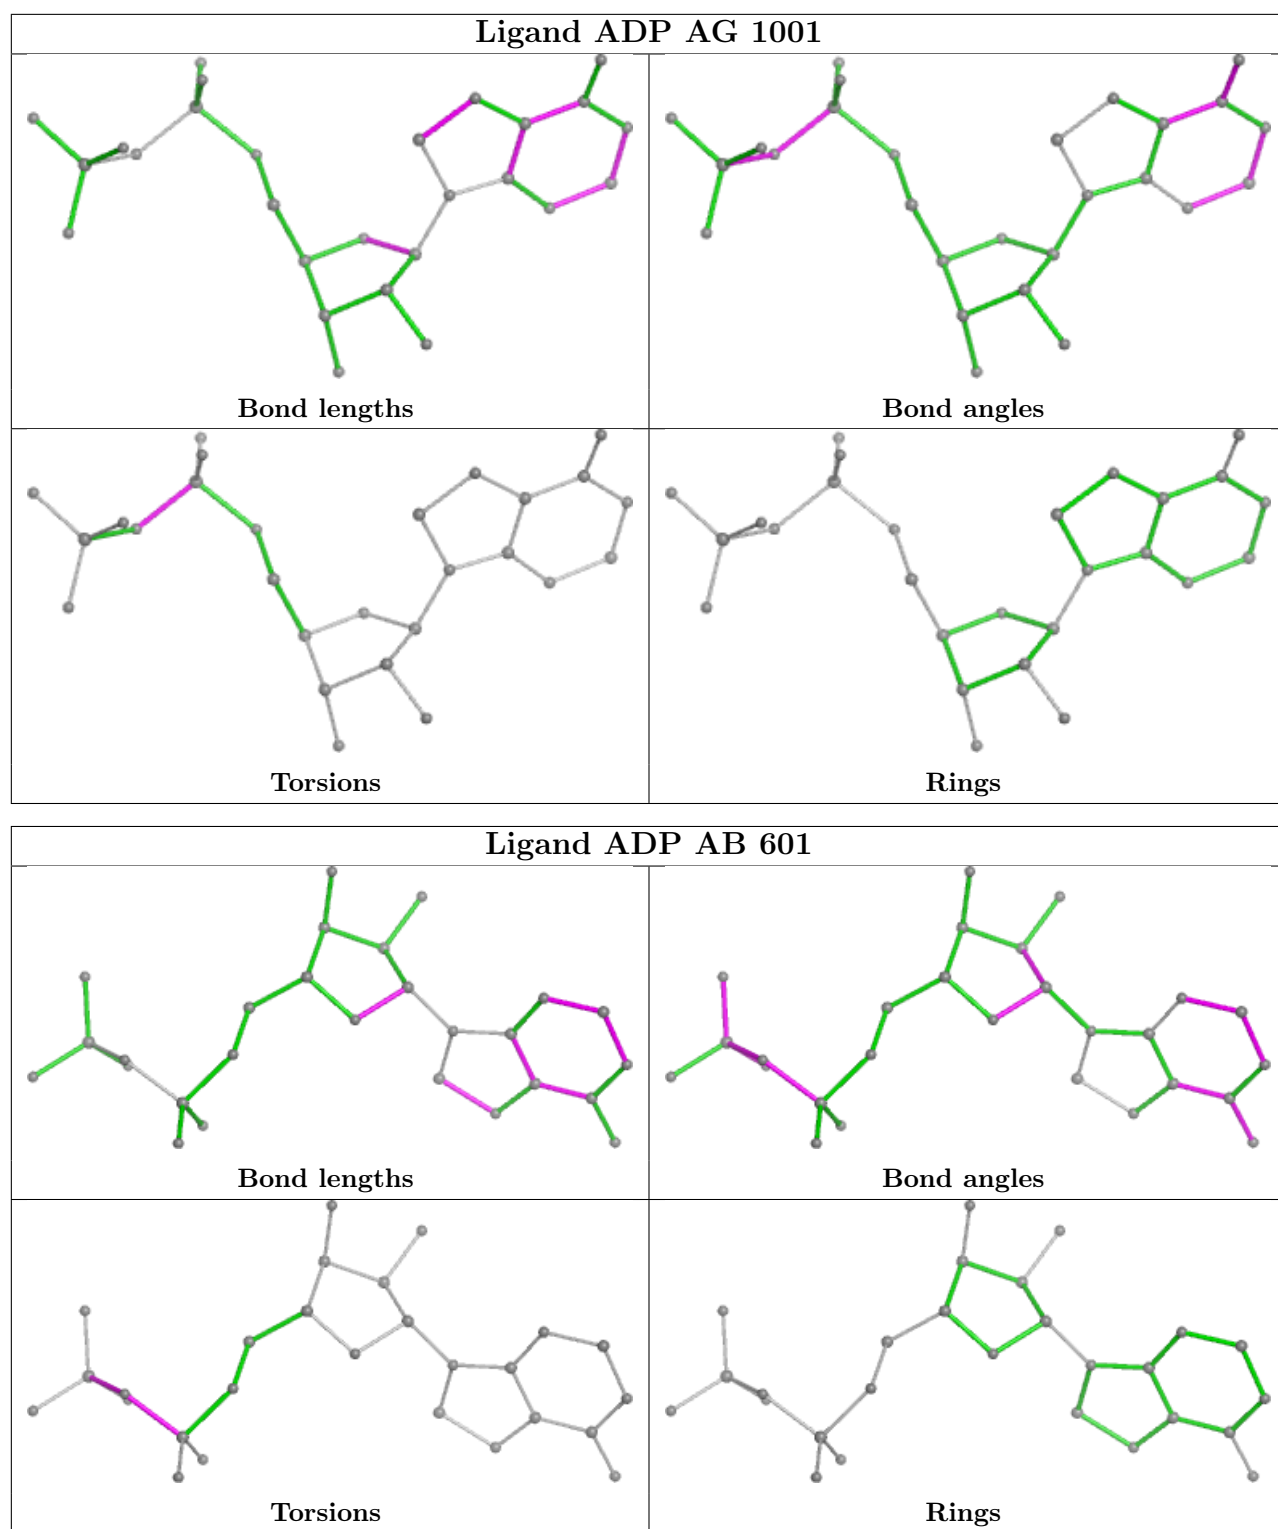 Ligand ADP AG 1001
Bond lengths
Bond angles
Torsions
Rings
Ligand ADP AB 601
Bond lengths
Bond angles
Torsions
Rings